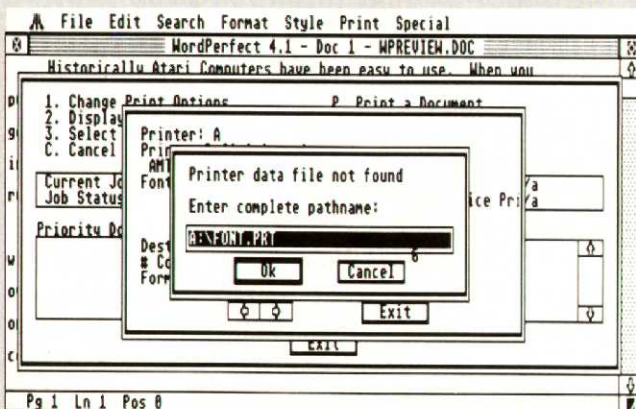 File Edit Search Format Style Print Special
WordPerfect 4.1 - Doc 1 - WPREVIEW.DOC
Historically Atari Computers have been easy to use. When you
1. Change Print Options P Print a Document
2. Display
3. Select
C. Cancel
Printer: A
Font
Current Jo
Job Status
ice Pri
/a
/a
Priority Do
Printer data file not found
Enter complete pathname:
A:\FONT.PRT
Ok Cancel
Dest
# Co
Form
Exit
Exit
Pg 1 Ln 1 Pos 0